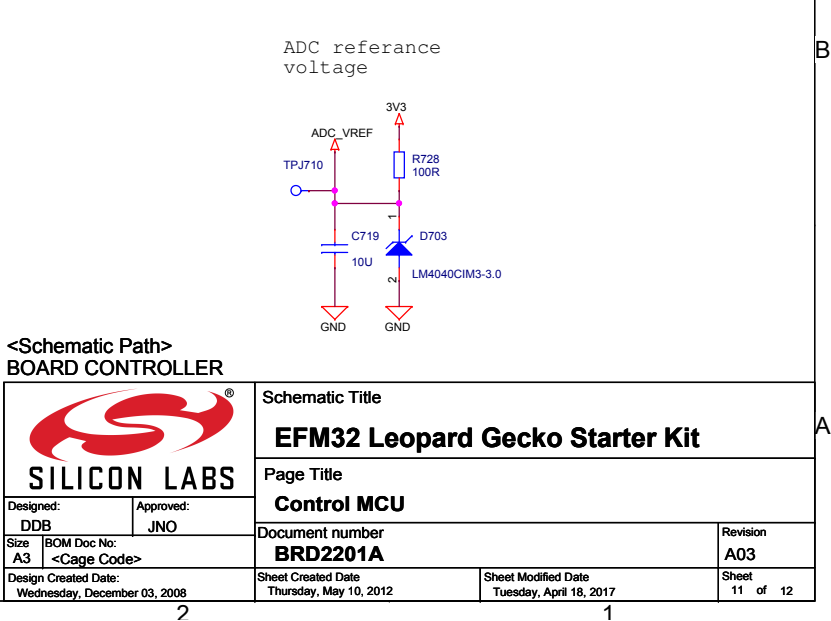 B
ADC referance
voltage
3V3
ADC_VREF
TPJ710
R728
100R
1
C719
D703
10U
2
LM4040CIM3-3.0
GND
GND
<Schematic Path>
BOARD CONTROLLER
®
SILICON LABS
Schematic Title
EFM32 Leopard Gecko Starter Kit
A
Page Title
Control MCU
Designed:
DDB
Approved:
JNO
Document number
BRD2201A
Revision
A03
Size
A3
BOM Doc No:
<Cage Code>
Design Created Date:
Wednesday, December 03, 2008
Sheet Created Date
Thursday, May 10, 2012
Sheet Modified Date
Tuesday, April 18, 2017
Sheet
11 of 12
2
1